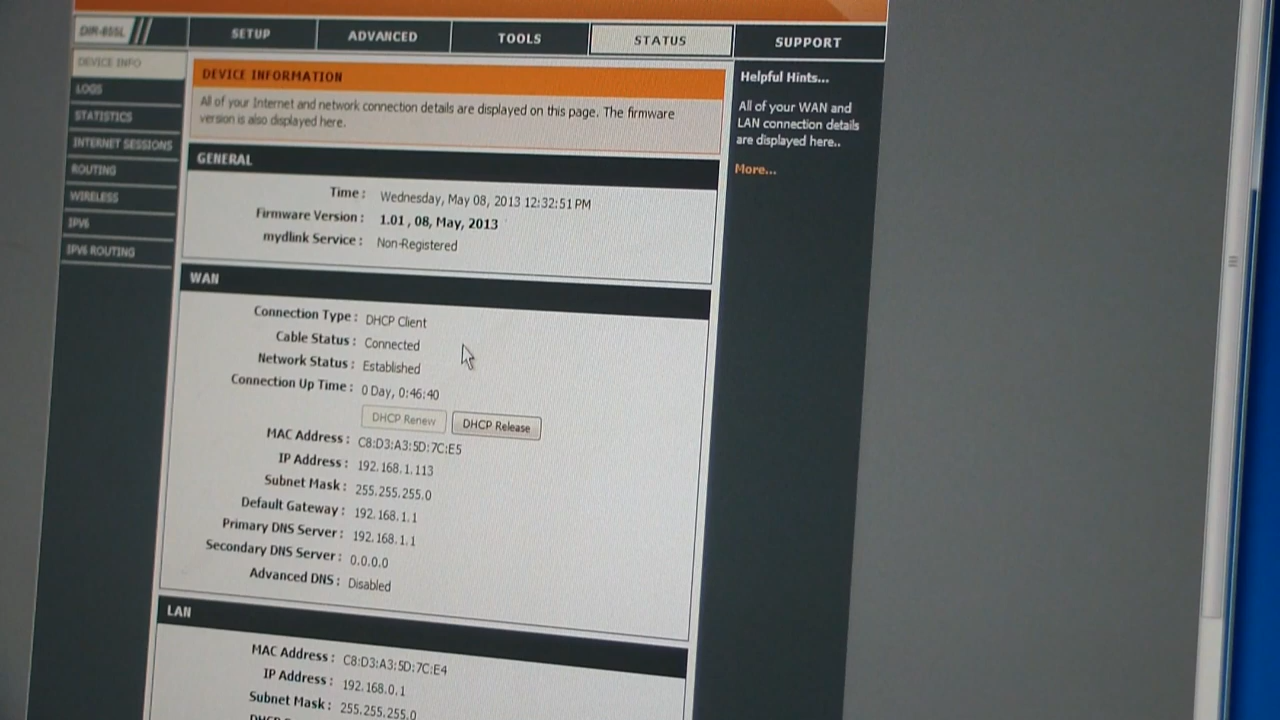 SETUP
ADVANCED
TOOLS
STATUS
SUPPORT
DEVICE INFO
LOGS
STATISTICS
INTERNET SESSIONS
ROUTING
WIRELESS
IPV6
IPV6 ROUTING
DEVICE INFORMATION
All of your Internet and network connection details are displayed on this page. The firmware
version is also displayed here.
GENERAL
Time : Wednesday, May 08, 2013 12:32:51 PM
Firmware Version : 1.01 , 08, May, 2013
mydlink Service : Non-Registered
WAN
Connection Type : DHCP Client
Cable Status : Connected
Network Status : Established
Connection Up Time : 0 Day, 0:46:40
DHCP Renew DHCP Release
MAC Address : C8:D3:A3:5D:7C:E5
IP Address : 192.168.1.113
Subnet Mask : 255.255.255.0
Default Gateway : 192.168.1.1
Primary DNS Server : 192.168.1.1
Secondary DNS Server : 0.0.0.0
Advanced DNS : Disabled
LAN
MAC Address : C8:D3:A3:5D:7C:E4
IP Address : 192.168.0.1
Subnet Mask : 255.255.255.0
Helpful Hints...
All of your WAN and
LAN connection details
are displayed here..
More...